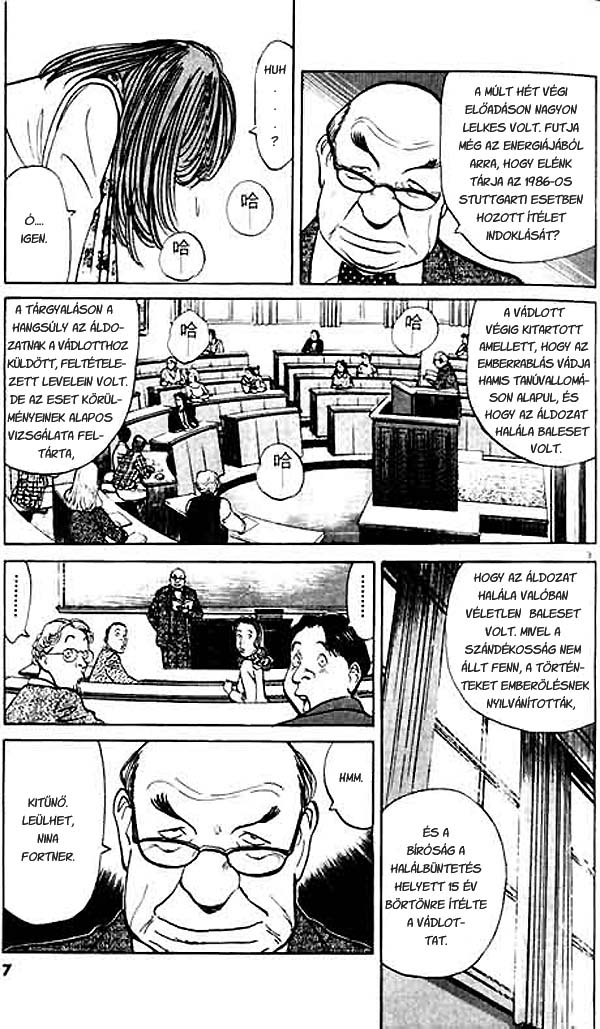 A MÚLT HÉT VÉGI
ELŐADÁSON NAGYON
LELKES VOLT. FUTJA
MÉG AZ ENERGIÁJÁBÓL
ARRA, HOGY ELÉNK
TÁRJA AZ 1986-OS
STUTTGARTI ESETBEN
HOZOTT ÍTÉLET
INDOKLÁSÁT?
HUH
.
.
.
.
?
哈
哈
Ó....
IGEN.
A VÁDLOTT
VÉGIG KITARTOTT
AMELLETT, HOGY AZ
EMBERRABLÁS VÁDJA
HAMIS TANÚVALLOMÁ-
SON ALAPUL, ÉS
HOGY AZ ÁLDOZAT
HALÁLA BALESET
VOLT.
哈
哈
哈
A TÁRGYALÁSON A
HANGSÚLY AZ ÁLDO-
ZATNAK A VÁDLOTTHOZ
KÜLDÖTT, FELTÉTELE-
ZETT LEVELEIN VOLT.
DE AZ ESET KÖRÜL-
MÉNYEINEK ALAPOS
VIZSGÁLATA FEL-
TÁRTA,
3
HOGY AZ ÁLDOZAT
HALÁLA VALÓBAN
VÉLETLEN BALESET
VOLT. MIVEL A
SZÁNDÉKOSSÁG NEM
ÁLLT FENN, A TÖRTÉN-
TEKET EMBERÖLÉSNEK
NYILVÁNÍTOTTÁK,
ÉS A
BÍRÓSÁG A
HALÁLBÜNTETÉS
HELYETT 15 ÉV
BÖRTÖNRE ÍTÉLTE
A VÁDLOT-
TAT.
HMM.
KITŰNŐ.
LEÜLHET,
NINA
FORTNER.
7